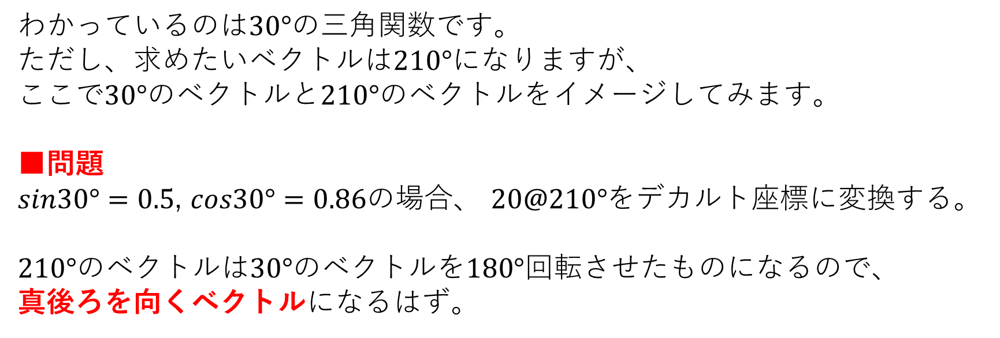 わかっているのは30°の三角関数です。
ただし、求めたいベクトルは210°になりますが、
ここで30°のベクトルと210°のベクトルをイメージしてみます。
■問題
sin30° = 0.5, cos30° = 0.86の場合、 20@210°をデカルト座標に変換する。
210°のベクトルは30°のベクトルを180°回転させたものになるので、
真後ろを向くベクトルになるはず。